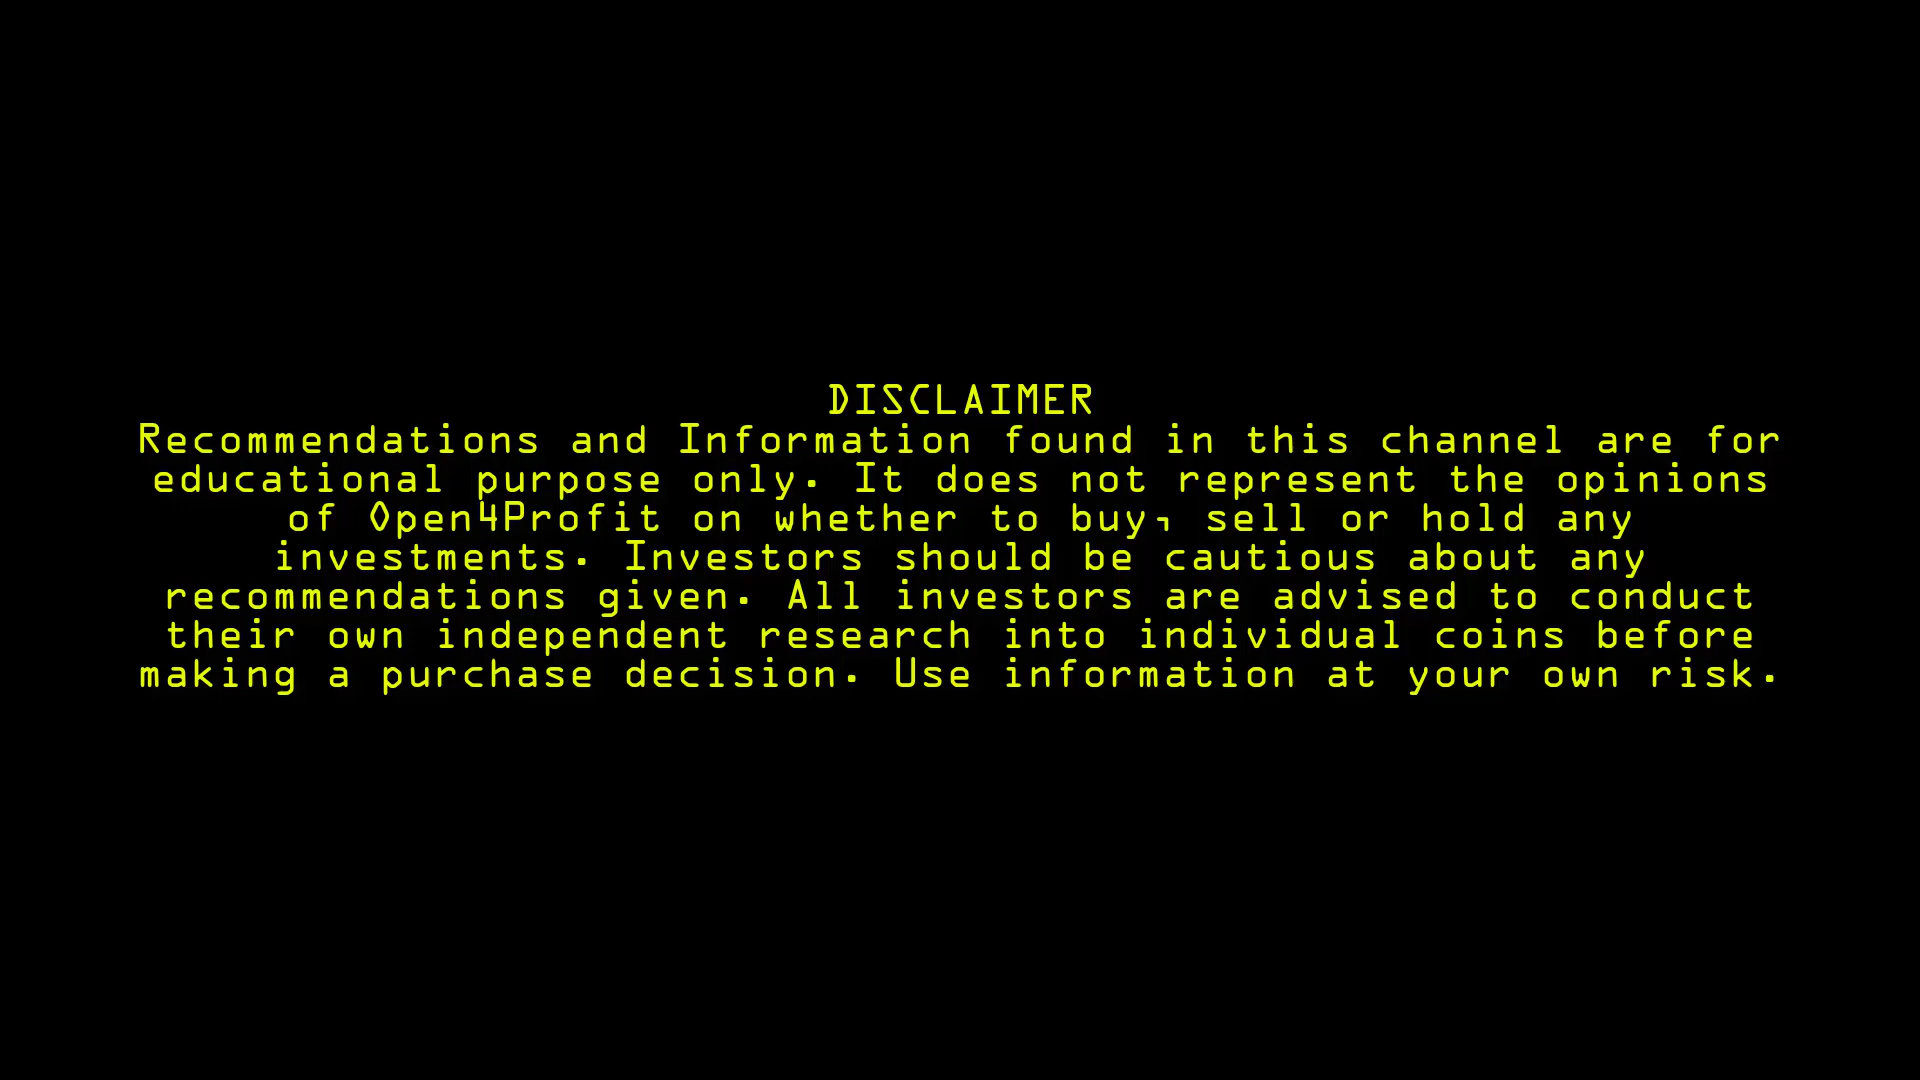 DISCLAIMER
Recommendations and Information found in this channel are for
educational purpose only. It does not represent the opinions
of Open4Profit on whether to buy, sell or hold any
investments. Investors should be cautious about any
recommendations given. All investors are advised to conduct
their own independent research into individual coins before
making a purchase decision. Use information at your own risk.